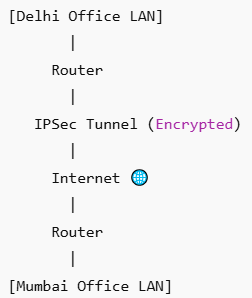 [Delhi Office LAN]
|
Router
|
IPSec Tunnel (Encrypted)
|
Internet 🌐
|
Router
|
[Mumbai Office LAN]